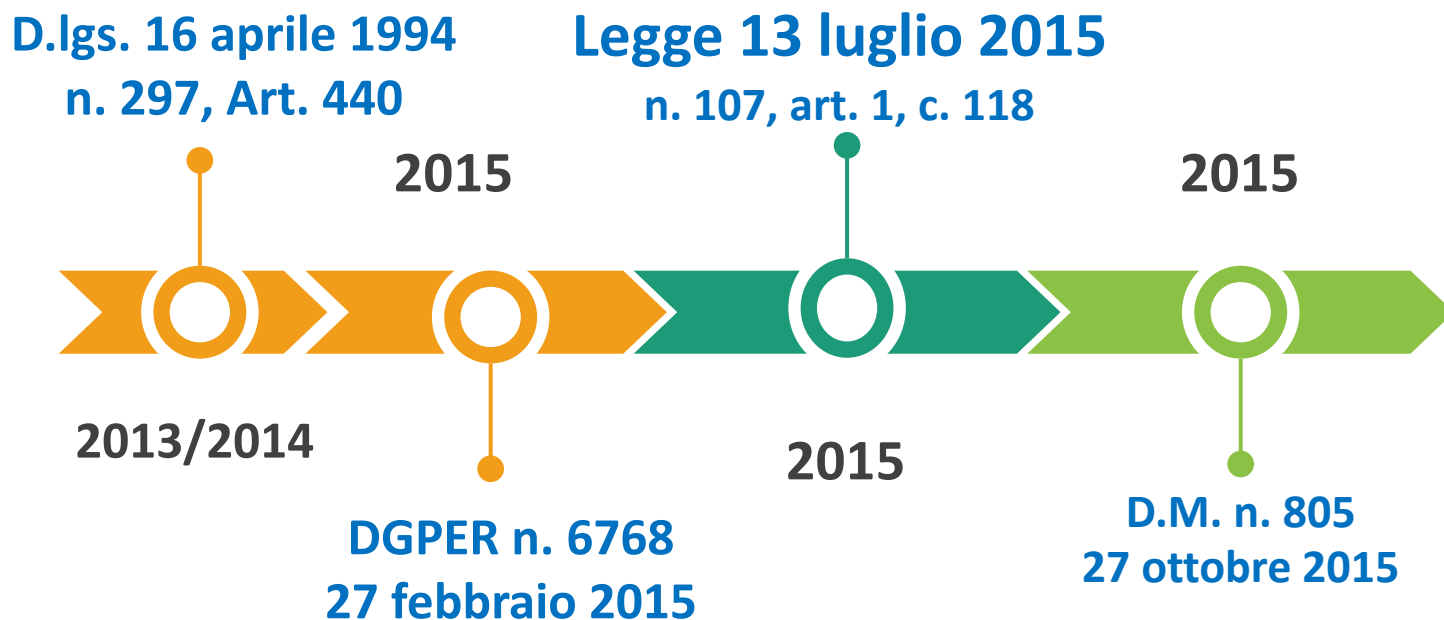 D.lgs. 16 aprile 1994
n. 297, Art. 440
2013/2014
2015
DGPER n. 6768
27 febbraio 2015
Legge 13 luglio 2015
n. 107, art. 1, c. 118
2015
2015
D.M. n. 805
27 ottobre 2015